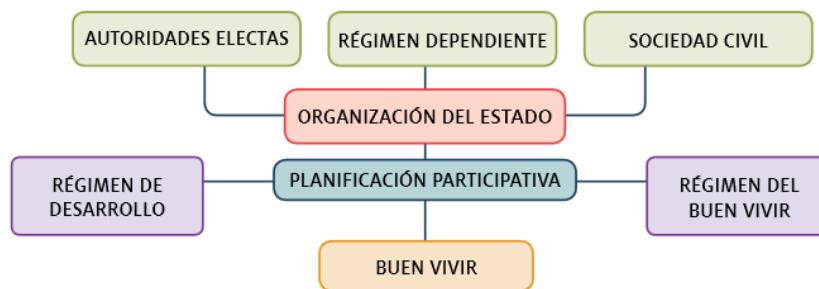 AUTORIDADES ELECTAS
RÉGIMEN DEPENDIENTE
SOCIEDAD CIVIL
ORGANIZACIÓN DEL ESTADO
PLANIFICACIÓN PARTICIPATIVA
RÉGIMEN DE
DESARROLLO
RÉGIMEN DEL
BUEN VIVIR
BUEN VIVIR